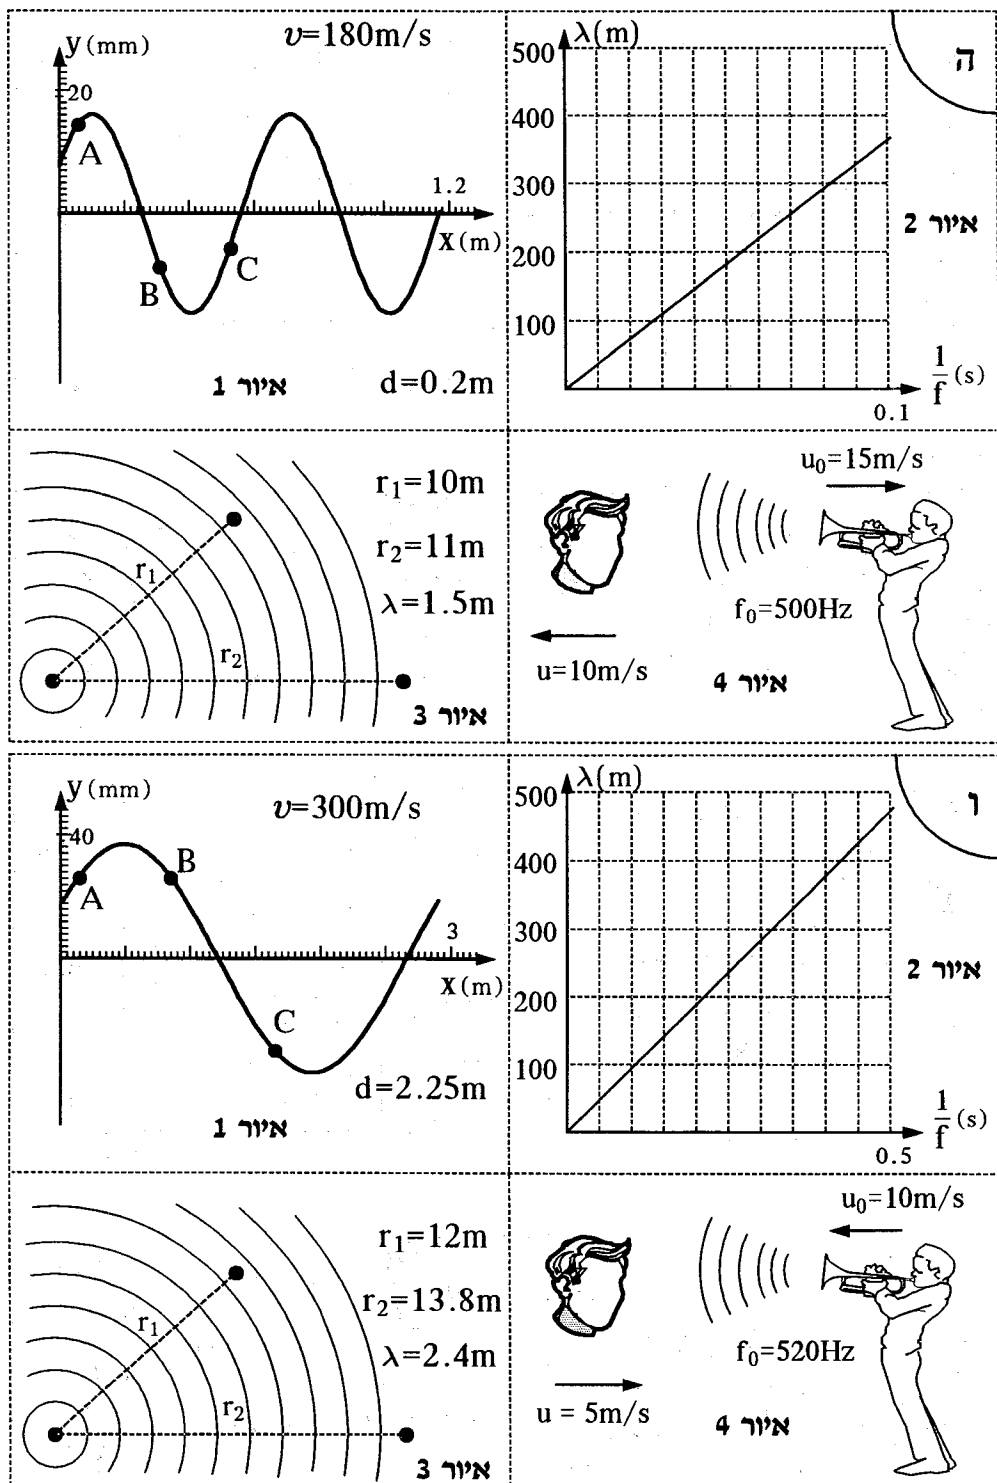 y(mm)
υ=180m/s
20
A
B
C
1.2
x(m)
איור 1
d=0.2m
λ(m)
ה
500
400
300
200
100
איור 2
1/f (s)
0.1
r₁=10m
r₂=11m
λ=1.5m
r₁
r₂
איור 3
u₀=15m/s
f₀=500Hz
u=10m/s
איור 4
y(mm)
υ=300m/s
40
A
B
C
3
x(m)
d=2.25m
איור 1
λ(m)
ו
500
400
300
200
100
איור 2
1/f (s)
0.5
r₁=12m
r₂=13.8m
λ=2.4m
r₁
r₂
איור 3
u₀=10m/s
f₀=520Hz
u = 5m/s
איור 4